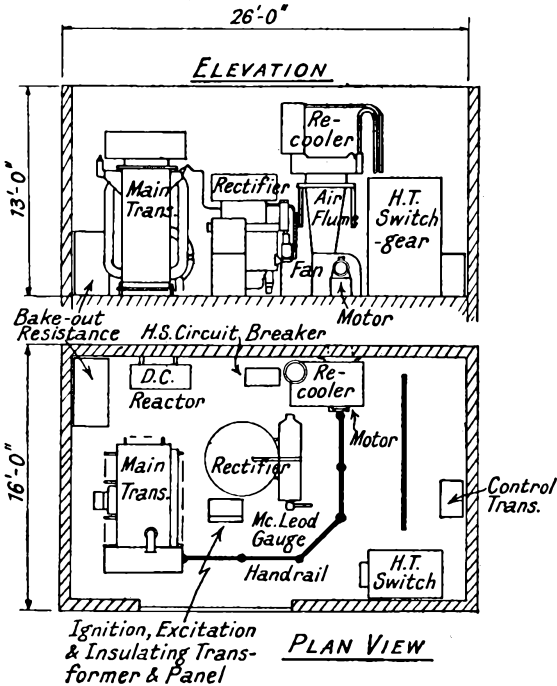 26'-0"
ELEVATION
13'-0"
Re-
cooler
Main
Trans.
Rectifier
Air
Flume
H.T.
Switch
-gear
Fan
Motor
Bake-out
Resistance
H.S. Circuit Breaker
16'-0"
D.C.
Reactor
Re-
cooler
Motor
Main
Trans.
Rectifier
Control
Trans.
Mc.Leod
Gauge
Handrail
H.T.
Switch
Ignition, Excitation
& Insulating Trans-
former & Panel
PLAN VIEW